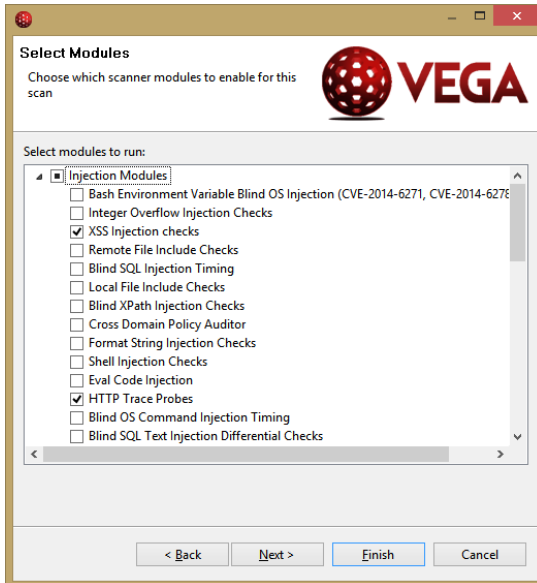 Select Modules
Choose which scanner modules to enable for this
scan
VEGA
Select modules to run:
Injection Modules
Bash Environment Variable Blind OS Injection (CVE-2014-6271, CVE-2014-6278
Integer Overflow Injection Checks
XSS Injection checks
Remote File Include Checks
Blind SQL Injection Timing
Local File Include Checks
Blind XPath Injection Checks
Cross Domain Policy Auditor
Format String Injection Checks
Shell Injection Checks
Eval Code Injection
HTTP Trace Probes
Blind OS Command Injection Timing
Blind SQL Text Injection Differential Checks
< Back Next > Finish Cancel